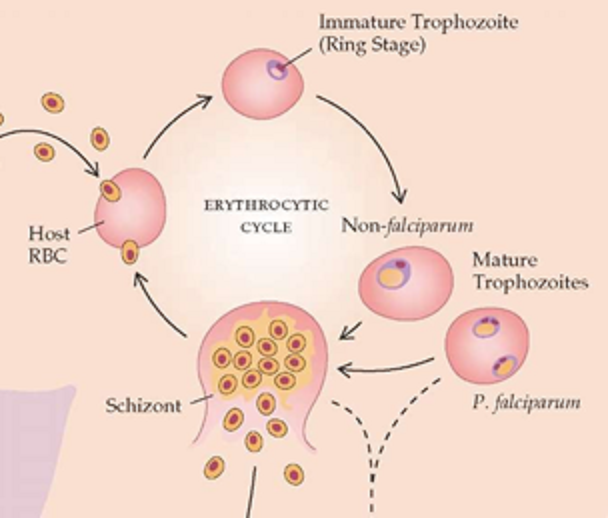 Immature Trophozoite
(Ring Stage)
ERYTHROCYTIC
CYCLE
Non-falciparum
Host
RBC
Mature
Trophozoites
Schizont
P. falciparum